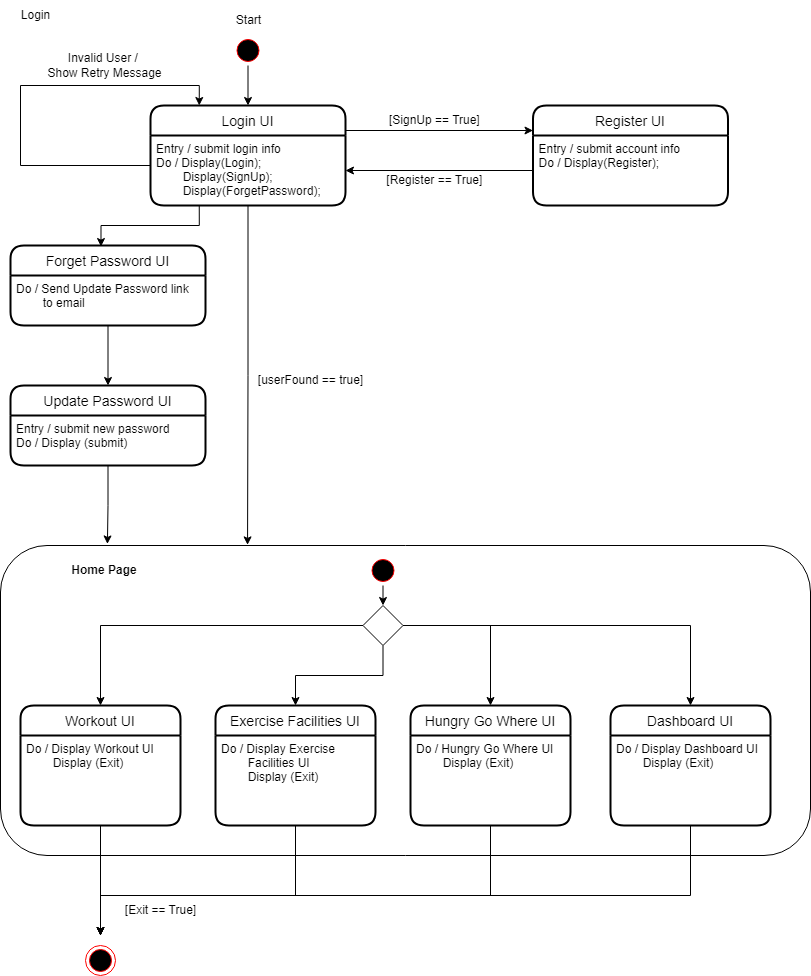 Login
Start
Invalid User /
Show Retry Message
Login UI
Entry / submit login info
Do / Display(Login);
Display(SignUp);
Display(ForgetPassword);
[SignUp == True]
[Register == True]
Register UI
Entry / submit account info
Do / Display(Register);
Forget Password UI
Do / Send Update Password link
to email
[userFound == true]
Update Password UI
Entry / submit new password
Do / Display (submit)
Home Page
Workout UI
Do / Display Workout UI
Display (Exit)
Exercise Facilities UI
Do / Display Exercise
Facilities UI
Display (Exit)
Hungry Go Where UI
Do / Hungry Go Where UI
Display (Exit)
Dashboard UI
Do / Display Dashboard UI
Display (Exit)
[Exit == True]